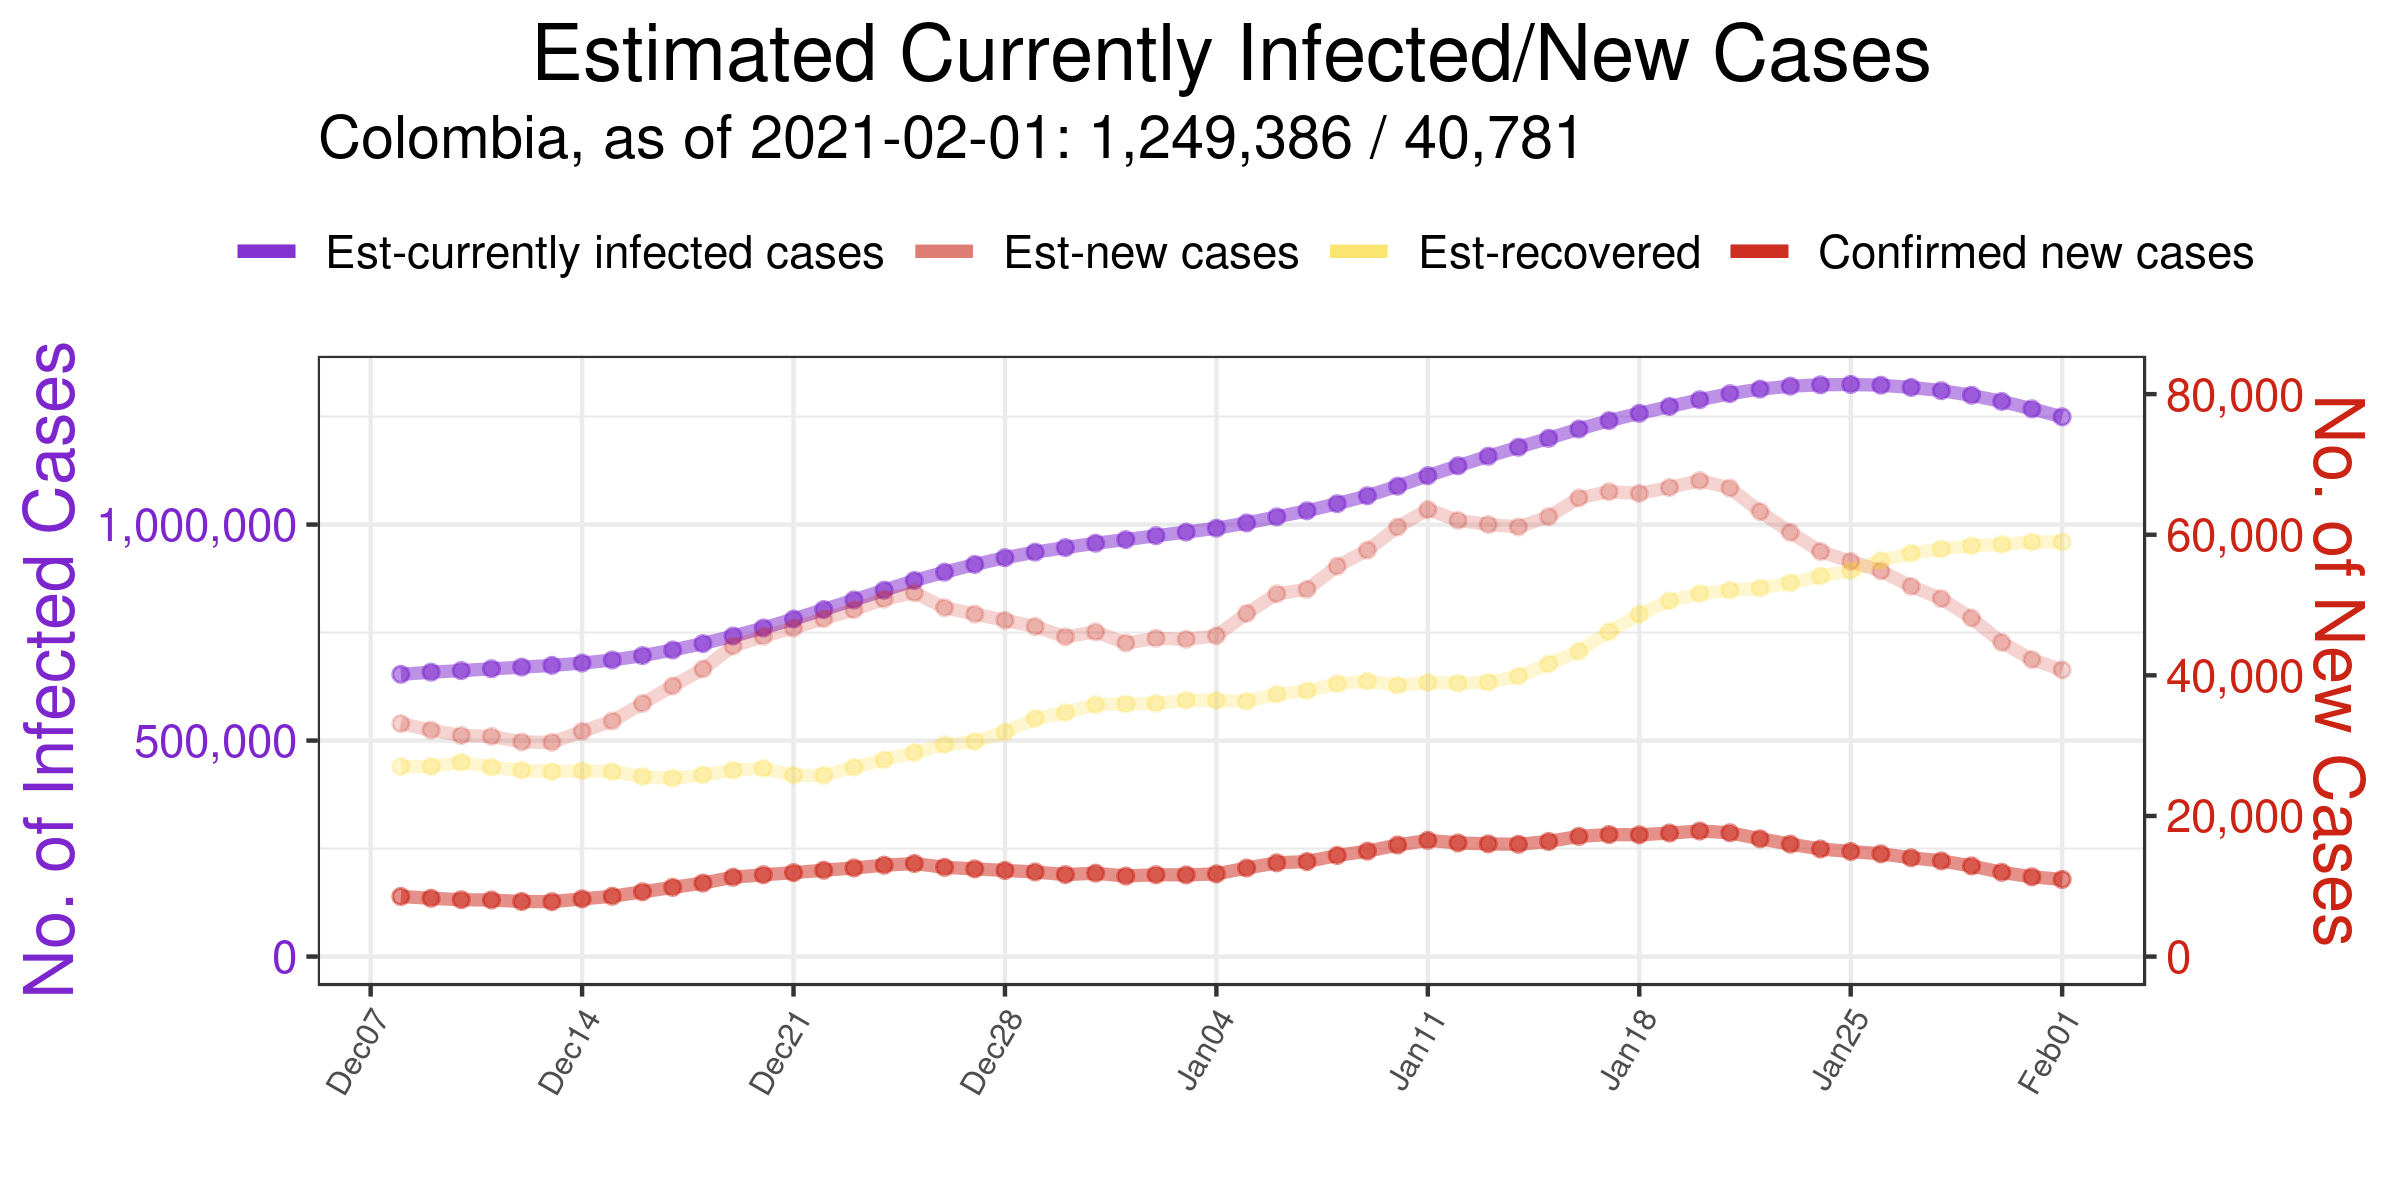 Estimated Currently Infected/New Cases
Colombia, as of 2021-02-01: 1,249,386 / 40,781
Est-currently infected cases Est-new cases Est-recovered Confirmed new cases
No. of Infected Cases
1,000,000
500,000
0
80,000
60,000
40,000
20,000
0
No. of New Cases
Dec07 Dec14 Dec21 Dec28 Jan04 Jan11 Jan18 Jan25 Feb01